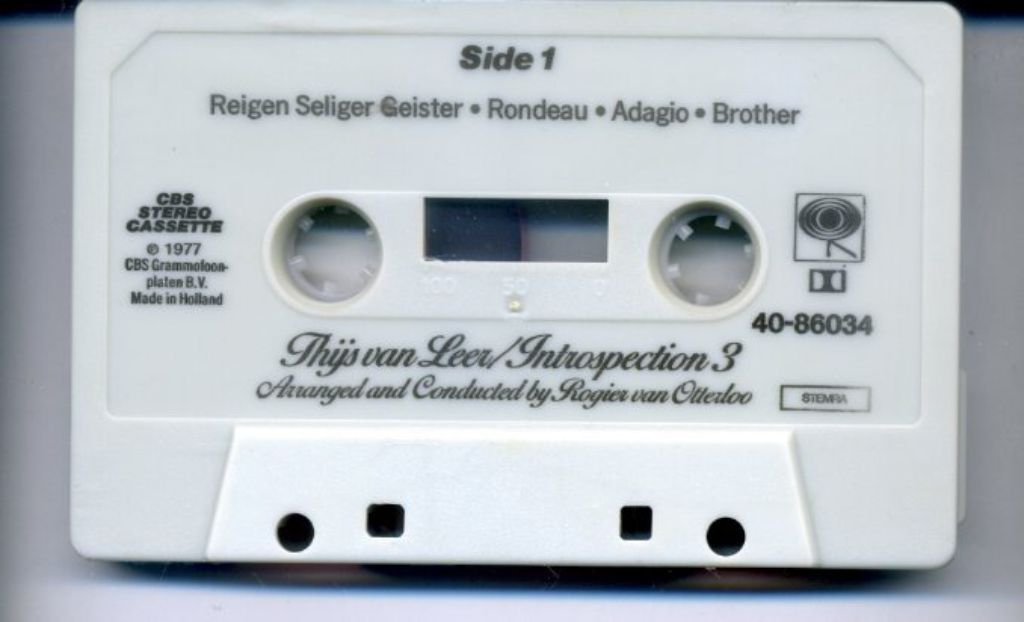 Side 1
Reigen Seliger Geister • Rondeau • Adagio • Brother
CBS
STEREO
CASSETTE
℗ 1977
CBS Grammofoon-
platen B.V.
Made in Holland
100 50 0
40-86034
Thijs van Leer/Introspection 3
Arranged and Conducted by Rogier van Otterloo
STEMRA